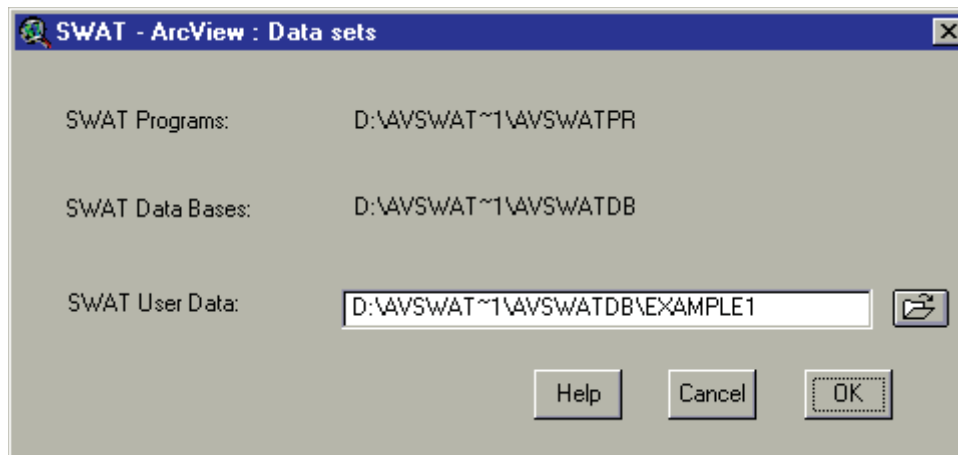 SWAT - ArcView : Data sets
SWAT Programs: D:\AVSWAT~1\AVSWATPR
SWAT Data Bases: D:\AVSWAT~1\AVSWATDB
SWAT User Data: D:\AVSWAT~1\AVSWATDB\EXAMPLE1
Help Cancel OK